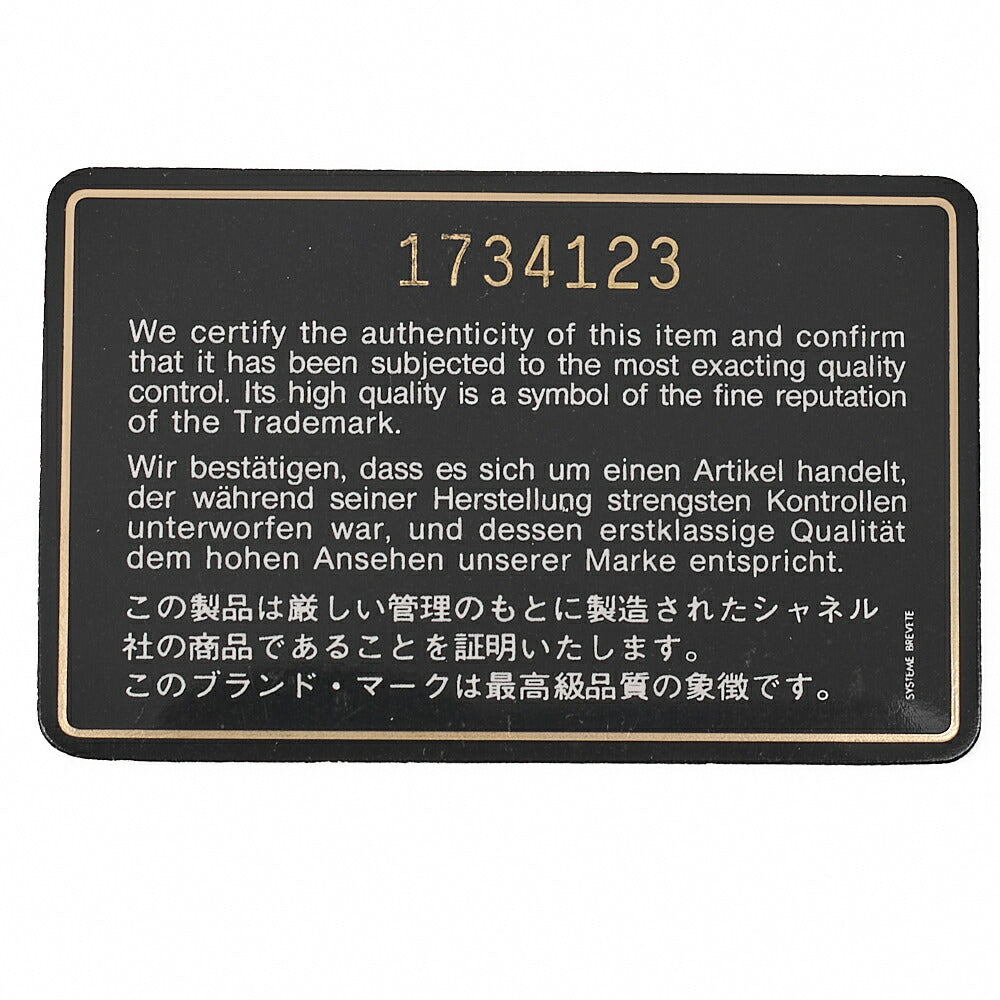 1734123
We certify the authenticity of this item and confirm
that it has been subjected to the most exacting quality
control. Its high quality is a symbol of the fine reputation
of the Trademark.
Wir bestätigen, dass es sich um einen Artikel handelt,
der während seiner Herstellung strengsten Kontrollen
unterworfen war, und dessen erstklassige Qualität
dem hohen Ansehen unserer Marke entspricht.
この製品は厳しい管理のもとに製造されたシャネル
社の商品であることを証明いたします。
このブランド・マークは最高級品質の象徴です。
SYSTEME BREVETE